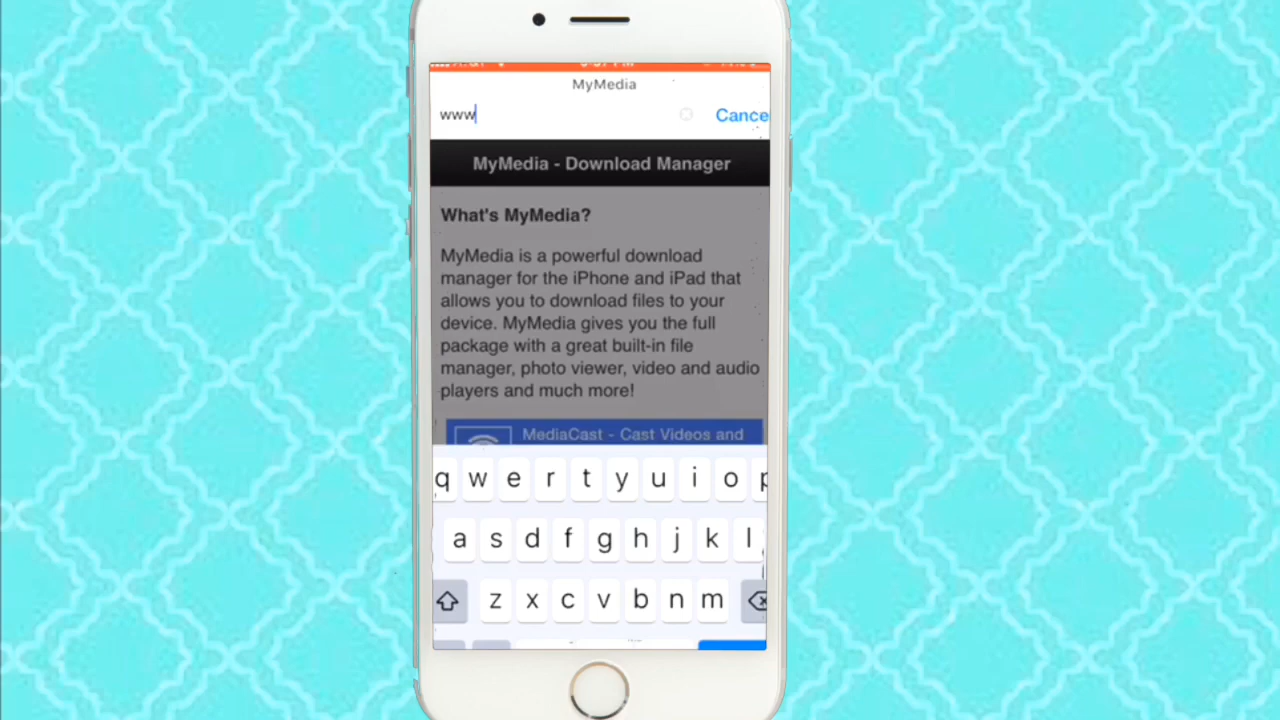 MyMedia
www
Cance
MyMedia - Download Manager
What's MyMedia?
MyMedia is a powerful download
manager for the iPhone and iPad that
allows you to download files to your
device. MyMedia gives you the full
package with a great built-in file
manager, photo viewer, video and audio
players and much more!
MediaCast - Cast Videos and
q w e r t y u i o p
a s d f g h j k l
z x c v b n m